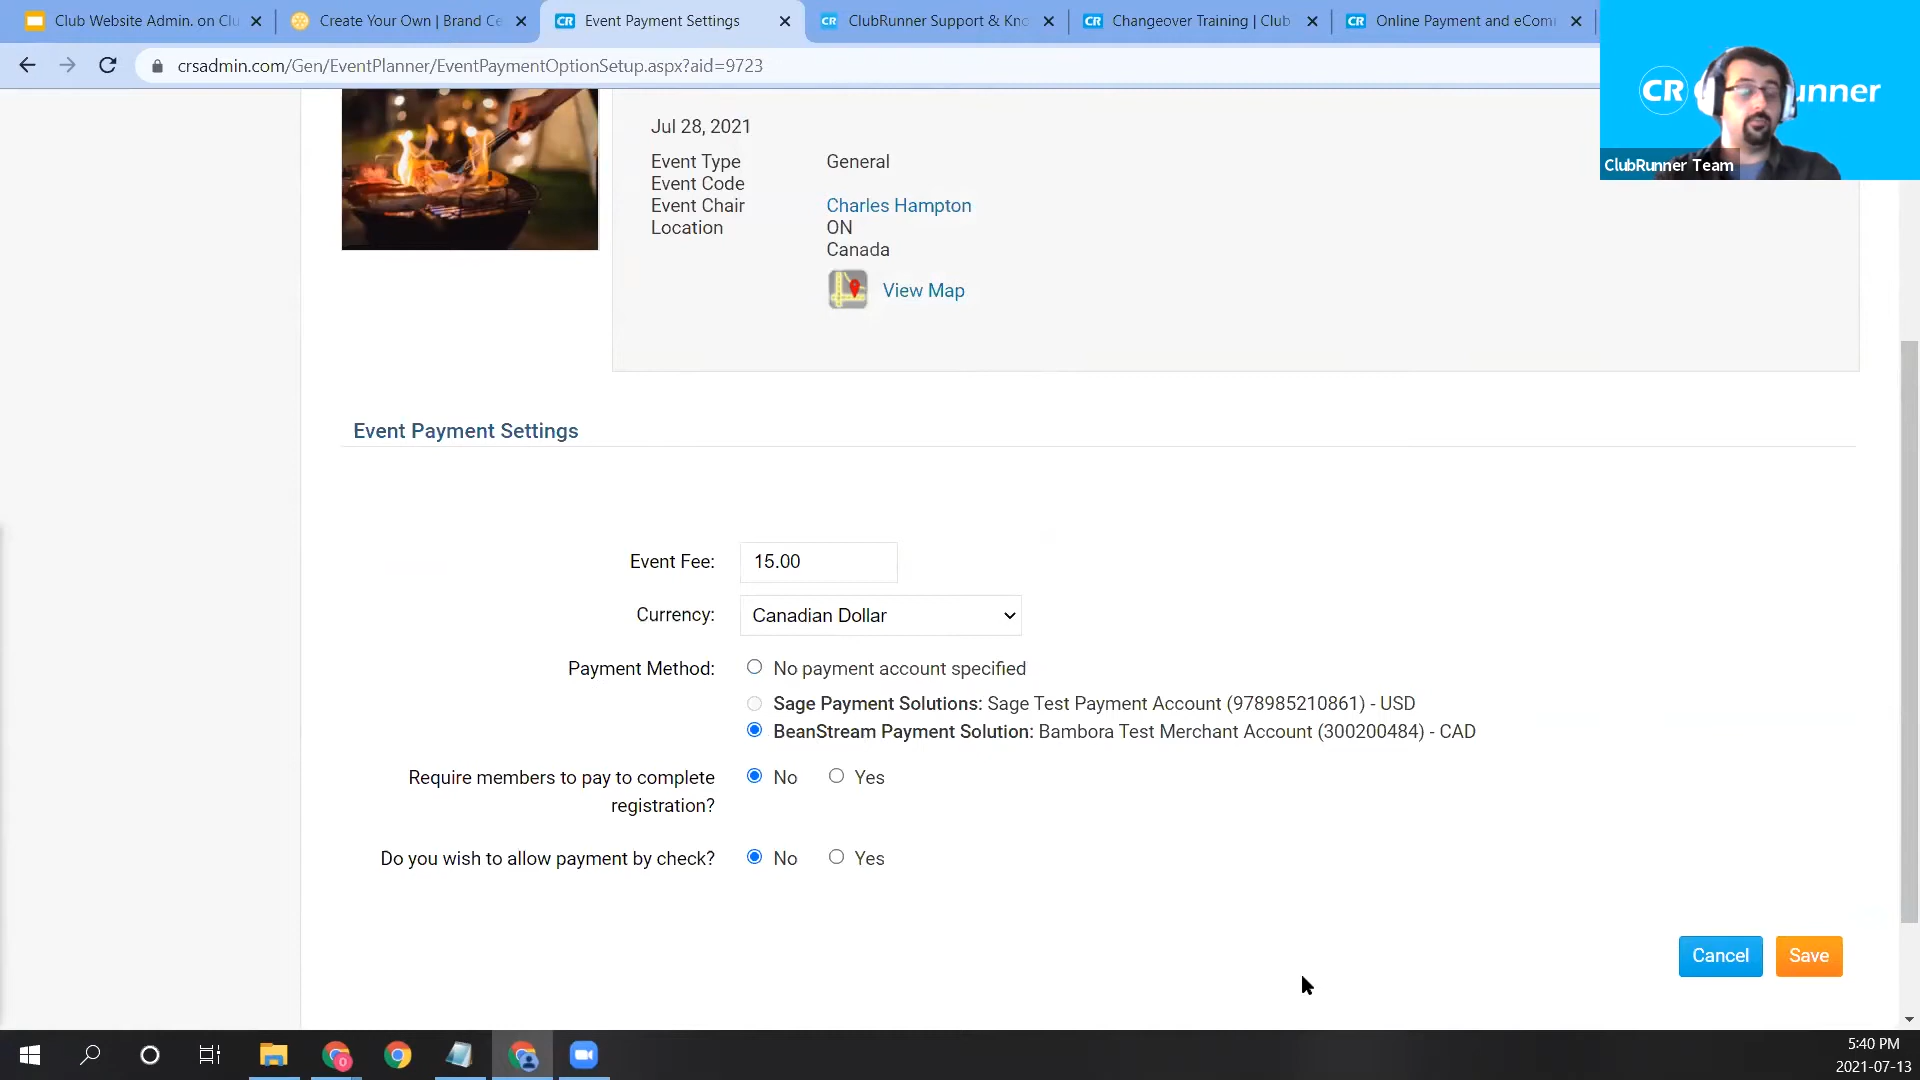 Club Website Admin. on Clu
Create Your Own | Brand Ce
CR Event Payment Settings
CR ClubRunner Support & Kno
CR Changeover Training | Club
CR Online Payment and eCom
crsadmin.com/Gen/EventPlanner/EventPaymentOptionSetup.aspx?aid=9723
CR C unner
ClubRunner Team
Jul 28, 2021
Event Type General
Event Code
Event Chair Charles Hampton
Location ON
Canada
View Map
Event Payment Settings
Event Fee: 15.00
Currency: Canadian Dollar
Payment Method: No payment account specified
Sage Payment Solutions: Sage Test Payment Account (978985210861) - USD
BeanStream Payment Solution: Bambora Test Merchant Account (300200484) - CAD
Require members to pay to complete No Yes
registration?
Do you wish to allow payment by check? No Yes
Cancel Save
5:40 PM
2021-07-13